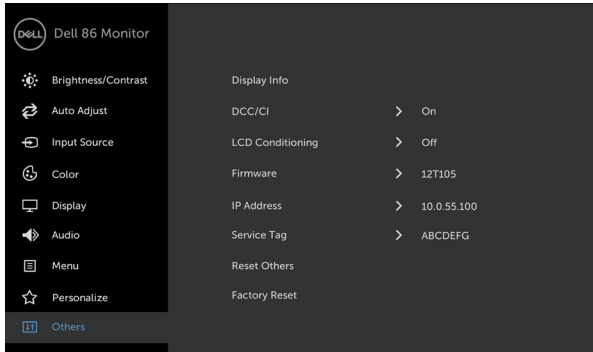 DELL Dell 86 Monitor
Brightness/Contrast
Auto Adjust
Input Source
Color
Display
Audio
Menu
Personalize
Others
Display Info
DCC/CI > On
LCD Conditioning > Off
Firmware > 12T105
IP Address > 10.0.55.100
Service Tag > ABCDEFG
Reset Others
Factory Reset